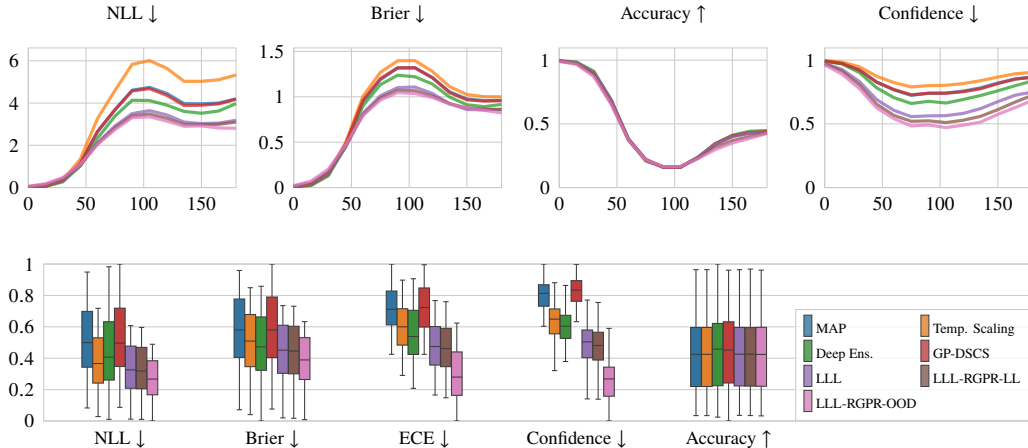 NLL ↓ Brier ↓ Accuracy ↑ Confidence ↓
6
4
2
0
0 50 100 150
1.5
1
0.5
0
0 50 100 150
1
0.5
0
0 50 100 150
1
0.5
0
0 50 100 150
1
0.8
0.6
0.4
0.2
0
NLL ↓ Brier ↓ ECE ↓ Confidence ↓ Accuracy ↑
MAP Temp. Scaling
Deep Ens. GP-DSCS
LLL LLL-RGPR-LL
LLL-RGPR-OOD